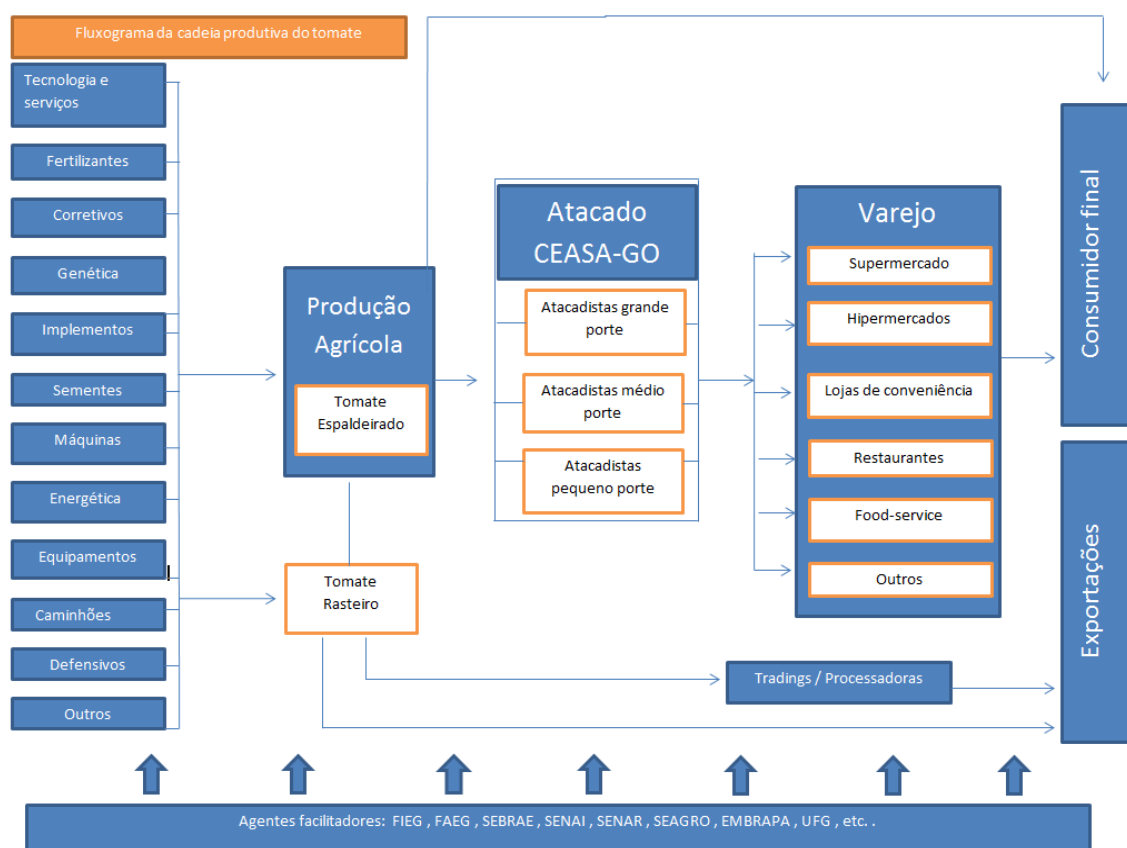 Fluxograma da cadeia produtiva do tomate
Tecnologia e
serviços
Fertilizantes
Corretivos
Genética
Implementos
Sementes
Máquinas
Energética
Equipamentos
Caminhões
Defensivos
Outros
Produção
Agrícola
Tomate
Espaldeirado
Tomate
Rasteiro
Atacado
CEASA-GO
Atacadistas grande
porte
Atacadistas médio
porte
Atacadistas
pequeno porte
Varejo
Supermercado
Hipermercados
Lojas de conveniência
Restaurantes
Food-service
Outros
Tradings / Processadoras
Consumidor final
Exportações
Agentes facilitadores: FIEG , FAEG , SEBRAE , SENAI , SENAR , SEAGRO , EMBRAPA , UFG , etc. .